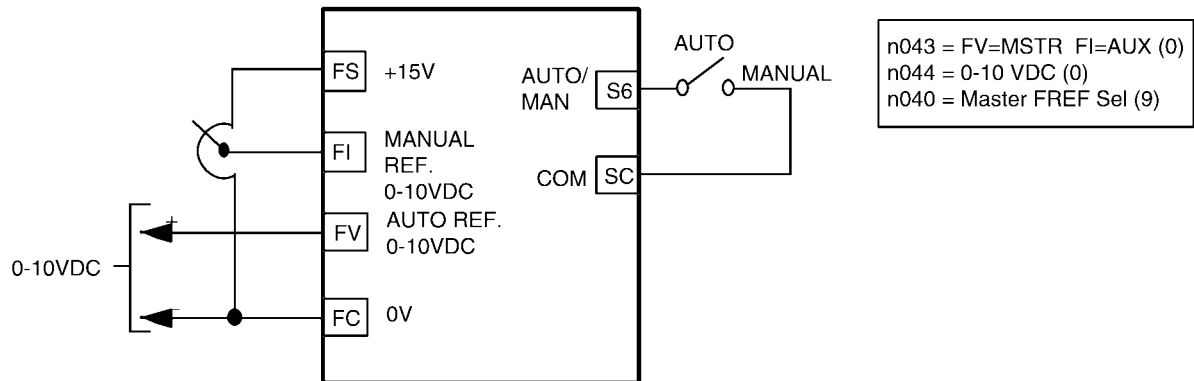 FS +15V
FI MANUAL
REF.
0-10VDC
FV AUTO REF.
0-10VDC
FC 0V
0-10VDC
+
−
AUTO/
MAN S6
COM SC
AUTO
MANUAL
n043 = FV=MSTR FI=AUX (0)
n044 = 0-10 VDC (0)
n040 = Master FREF Sel (9)